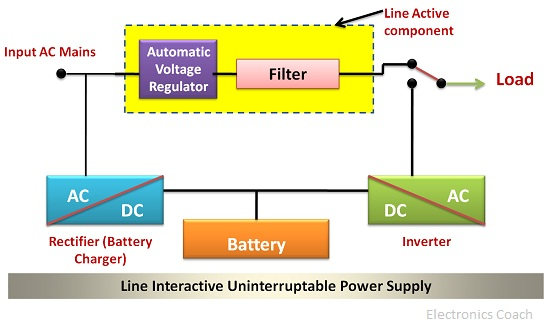 Line Active
component
Input AC Mains
Automatic
Voltage
Regulator
Filter
Load
AC
DC
AC
DC
Rectifier (Battery
Charger)
Battery
Inverter
Line Interactive Uninterruptable Power Supply
Electronics Coach